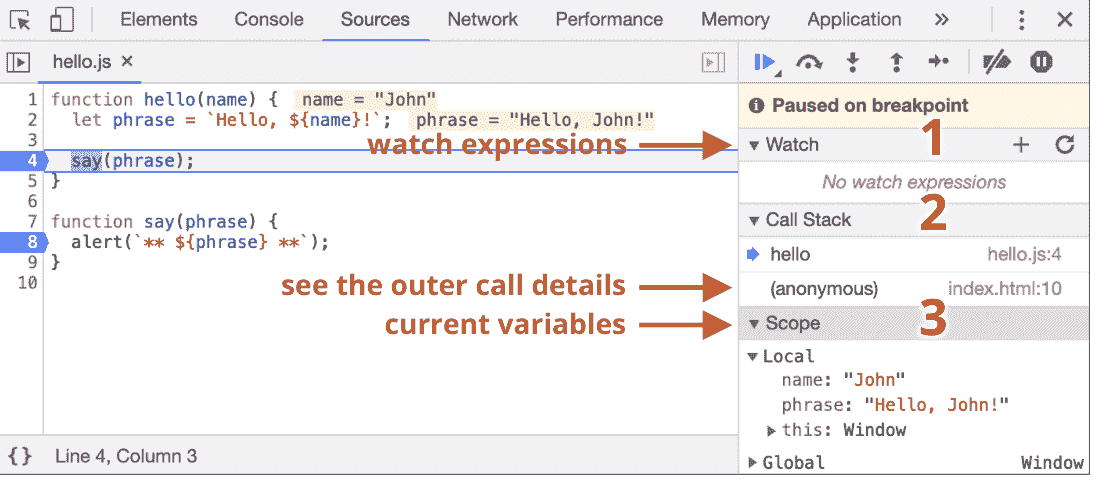 Elements Console Sources Network Performance Memory Application »
hello.js ×
Paused on breakpoint
1 function hello(name) { name = "John"
2 let phrase = `Hello, ${name}!`; phrase = "Hello, John!"
3
4 say(phrase);
5 }
6
7 function say(phrase) {
8 alert(`** ${phrase} **`);
9 }
10
watch expressions
see the outer call details
current variables
1
Watch
No watch expressions
2
Call Stack
hello hello.js:4
(anonymous) index.html:10
3
Scope
Local
name: "John"
phrase: "Hello, John!"
this: Window
Global Window
{} Line 4, Column 3